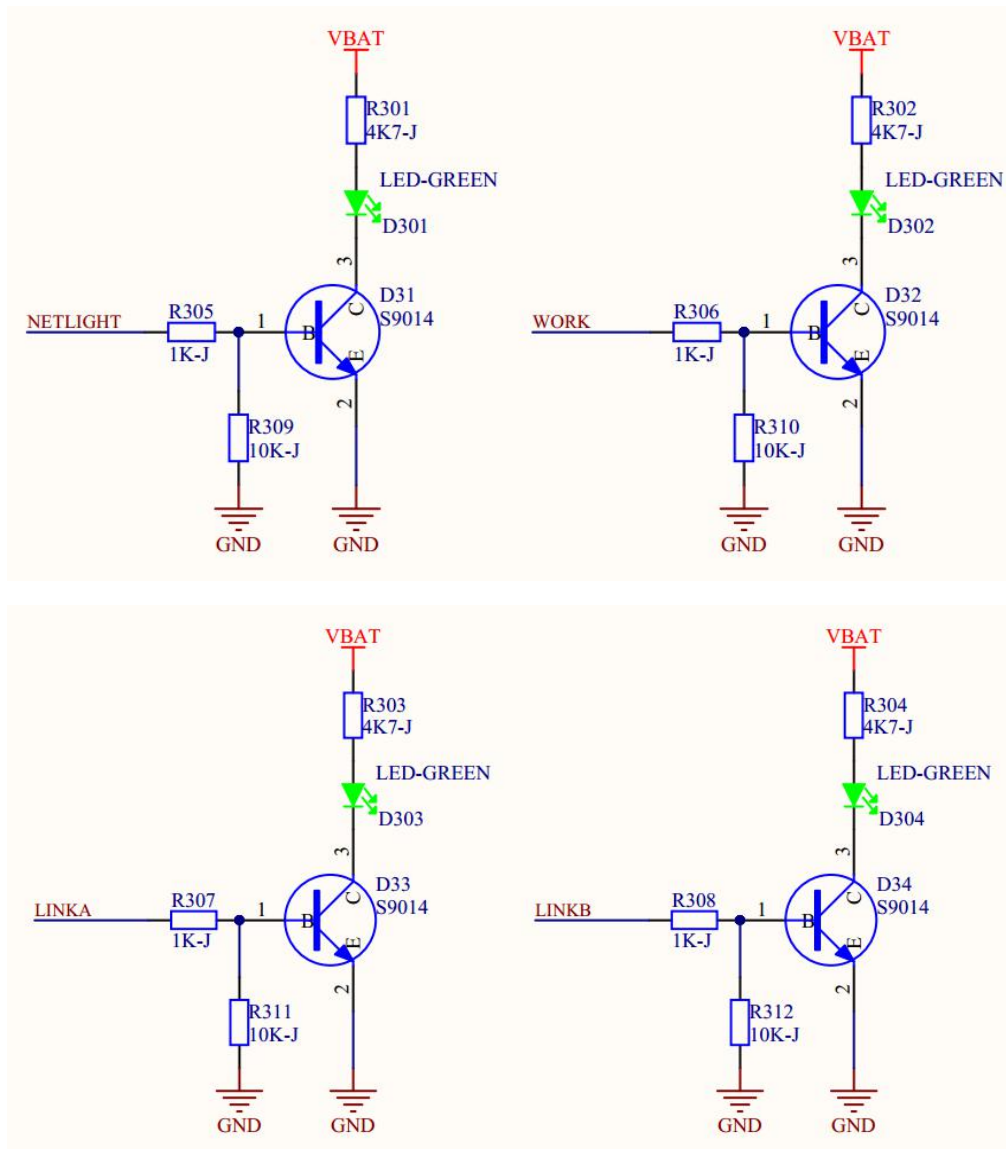 VBAT
R301
4K7-J
LED-GREEN
D301
3
D31
S9014
C
NETLIGHT
R305
1K-J
1
B
E
2
R309
10K-J
GND
GND
VBAT
R302
4K7-J
LED-GREEN
D302
3
D32
S9014
C
WORK
R306
1K-J
1
B
E
2
R310
10K-J
GND
GND
VBAT
R303
4K7-J
LED-GREEN
D303
3
D33
S9014
C
LINKA
R307
1K-J
1
B
E
2
R311
10K-J
GND
GND
VBAT
R304
4K7-J
LED-GREEN
D304
3
D34
S9014
C
LINKB
R308
1K-J
1
B
E
2
R312
10K-J
GND
GND